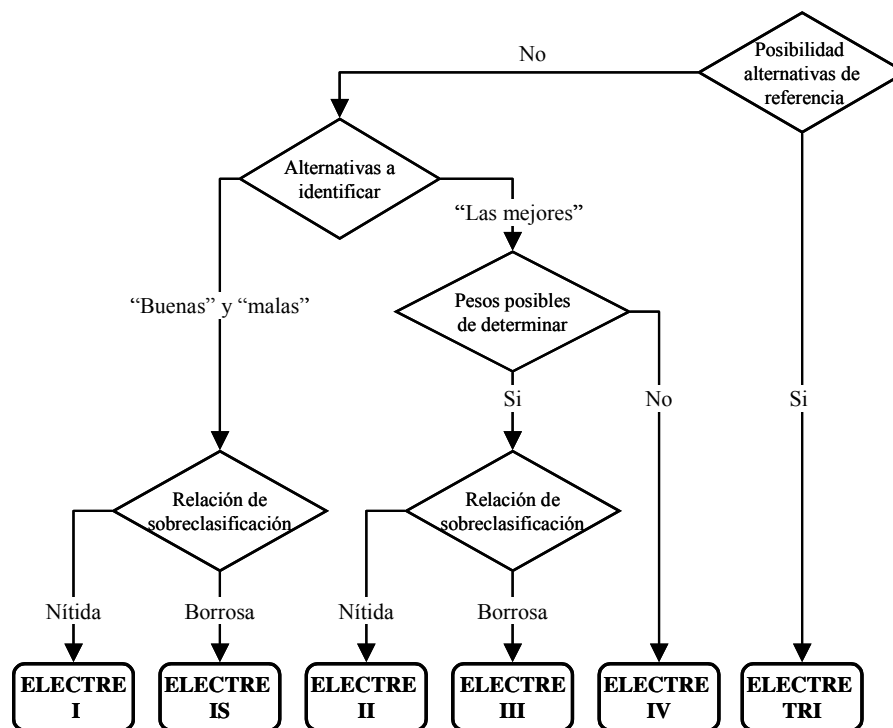 No
Posibilidad
alternativas de
referencia
Alternativas a
identificar
“Las mejores“
“Buenas” y “malas”
Pesos posibles
de determinar
Si
No
Si
Relación de
sobreclasificación
Relación de
sobreclasificación
Nítida
Borrosa
Nítida
Borrosa
ELECTRE
I
ELECTRE
IS
ELECTRE
II
ELECTRE
III
ELECTRE
IV
ELECTRE
TRI